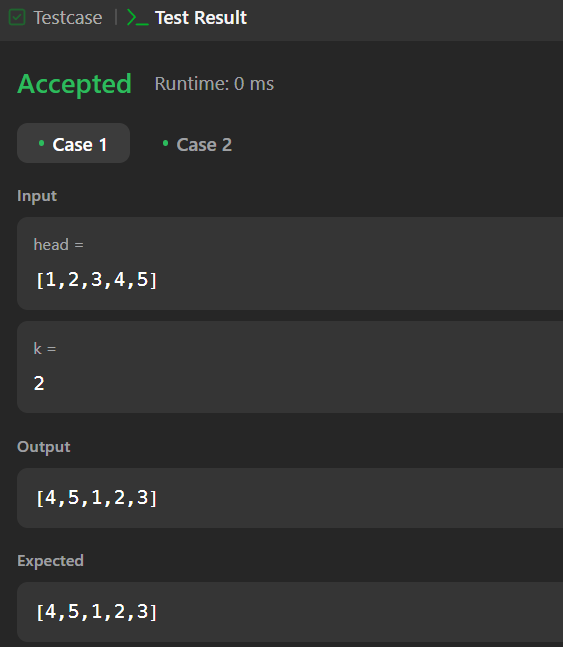 Testcase | >_ Test Result
Accepted Runtime: 0 ms
• Case 1 • Case 2
Input
head =
[1,2,3,4,5]
k =
2
Output
[4,5,1,2,3]
Expected
[4,5,1,2,3]